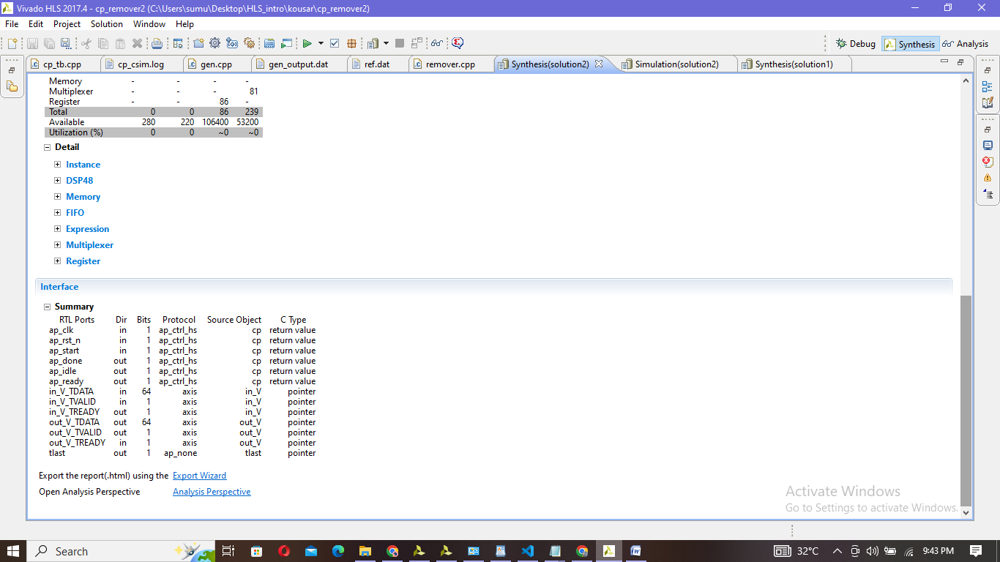 Vivado HLS 2017.4 - cp_remover2 (C:\Users\sumu\Desktop\HLS_intro\kousar\cp_remover2)
File Edit Project Solution Window Help
Debug Synthesis Analysis
cp_tb.cpp cp_csim.log gen.cpp gen_output.dat ref.dat remover.cpp Synthesis(solution2) Simulation(solution2) Synthesis(solution1)
Memory - - - -
Multiplexer - - - 81
Register - - 86 -
Total 0 0 86 239
Available 280 220 106400 53200
Utilization (%) 0 0 ~0 ~0
Detail
Instance
DSP48
Memory
FIFO
Expression
Multiplexer
Register
Interface
Summary
RTL Ports Dir Bits Protocol Source Object C Type
ap_clk in 1 ap_ctrl_hs cp return value
ap_rst_n in 1 ap_ctrl_hs cp return value
ap_start in 1 ap_ctrl_hs cp return value
ap_done out 1 ap_ctrl_hs cp return value
ap_idle out 1 ap_ctrl_hs cp return value
ap_ready out 1 ap_ctrl_hs cp return value
in_V_TDATA in 64 axis in_V pointer
in_V_TVALID in 1 axis in_V pointer
in_V_TREADY out 1 axis in_V pointer
out_V_TDATA out 64 axis out_V pointer
out_V_TVALID out 1 axis out_V pointer
out_V_TREADY in 1 axis out_V pointer
tlast out 1 ap_none tlast pointer
Export the report(.html) using the Export Wizard
Open Analysis Perspective Analysis Perspective
Activate Windows
Go to Settings to activate Windows.
Search 32°C 9:43 PM